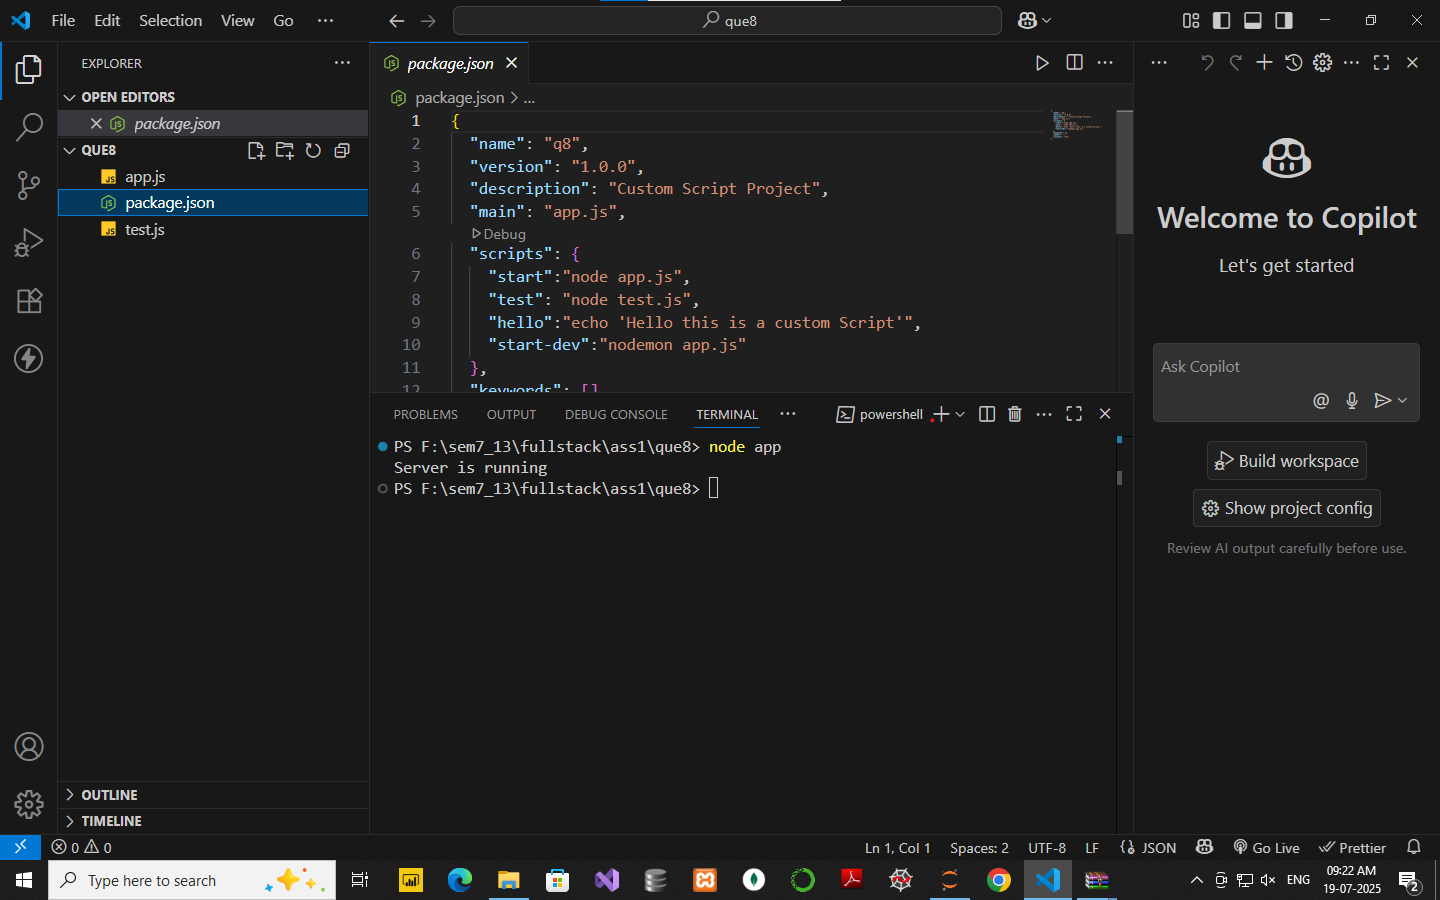 File Edit Selection View Go ...
que8
EXPLORER
OPEN EDITORS
package.json
QUE8
app.js
package.json
test.js
OUTLINE
TIMELINE
package.json
package.json > ...
1 {
2 "name": "q8",
3 "version": "1.0.0",
4 "description": "Custom Script Project",
5 "main": "app.js",
Debug
6 "scripts": {
7 "start":"node app.js",
8 "test": "node test.js",
9 "hello":"echo 'Hello this is a custom Script'",
10 "start-dev":"nodemon app.js"
11 },
12 "keywords": []
PROBLEMS OUTPUT DEBUG CONSOLE TERMINAL ... powershell
PS F:\sem7_13\fullstack\ass1\que8> node app
Server is running
PS F:\sem7_13\fullstack\ass1\que8>
Welcome to Copilot
Let's get started
Ask Copilot
Build workspace
Show project config
Review AI output carefully before use.
0 0 Ln 1, Col 1 Spaces: 2 UTF-8 LF JSON Go Live Prettier
Type here to search
ENG
09:22 AM
19-07-2025
2